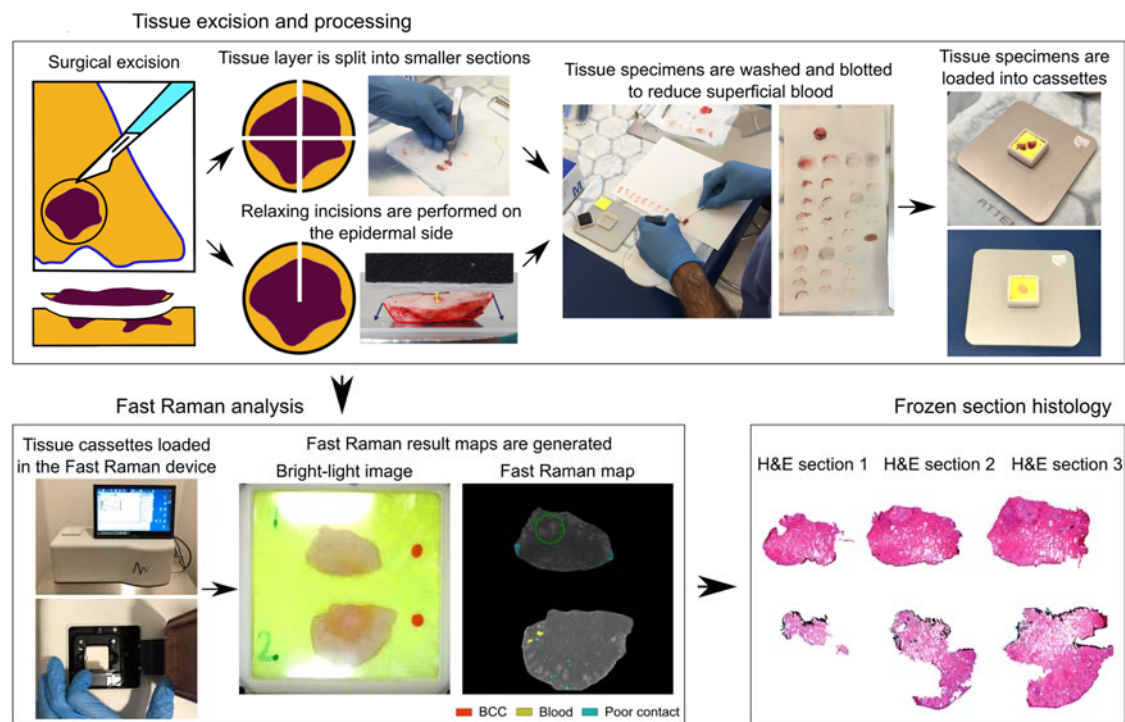 Tissue excision and processing
Surgical excision
Tissue layer is split into smaller sections
Relaxing incisions are performed on
the epidermal side
Tissue specimens are washed and blotted
to reduce superficial blood
Tissue specimens are
loaded into cassettes
ATTE
Fast Raman analysis
Tissue cassettes loaded
in the Fast Raman device
Fast Raman result maps are generated
Bright-light image
1
2
Fast Raman map
BCC
Blood
Poor contact
Frozen section histology
H&E section 1
H&E section 2
H&E section 3